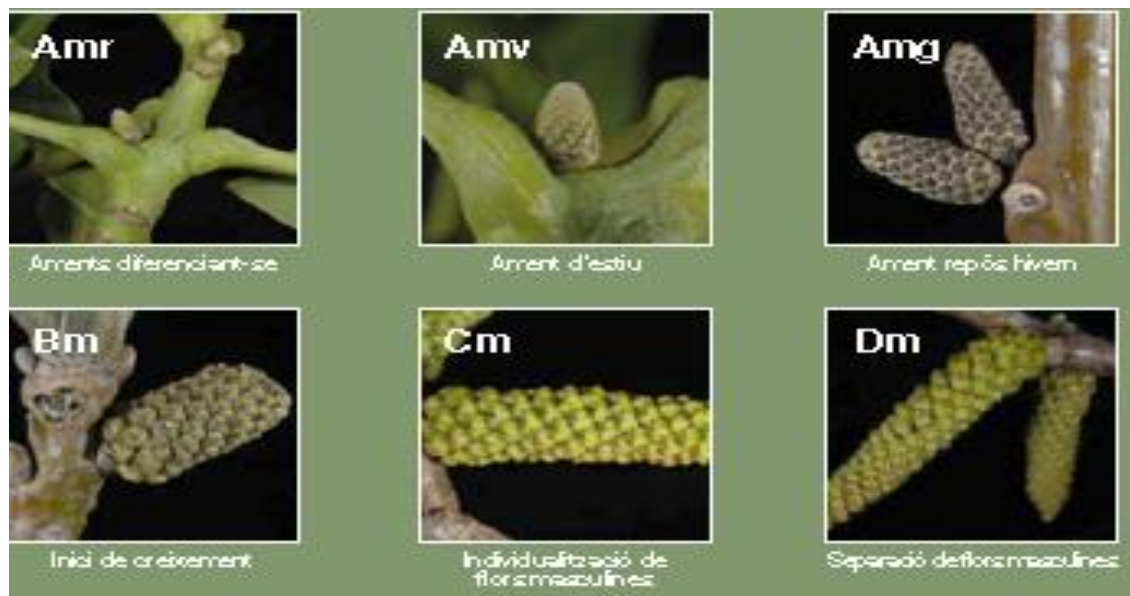 Amr
Amv
Amg
Aments diferenciant-se
Ament d'estiu
Ament repòs hivern
Bm
Cm
Dm
Inici de creixement
Individualització de
flors masculines
Separació de flors masculines